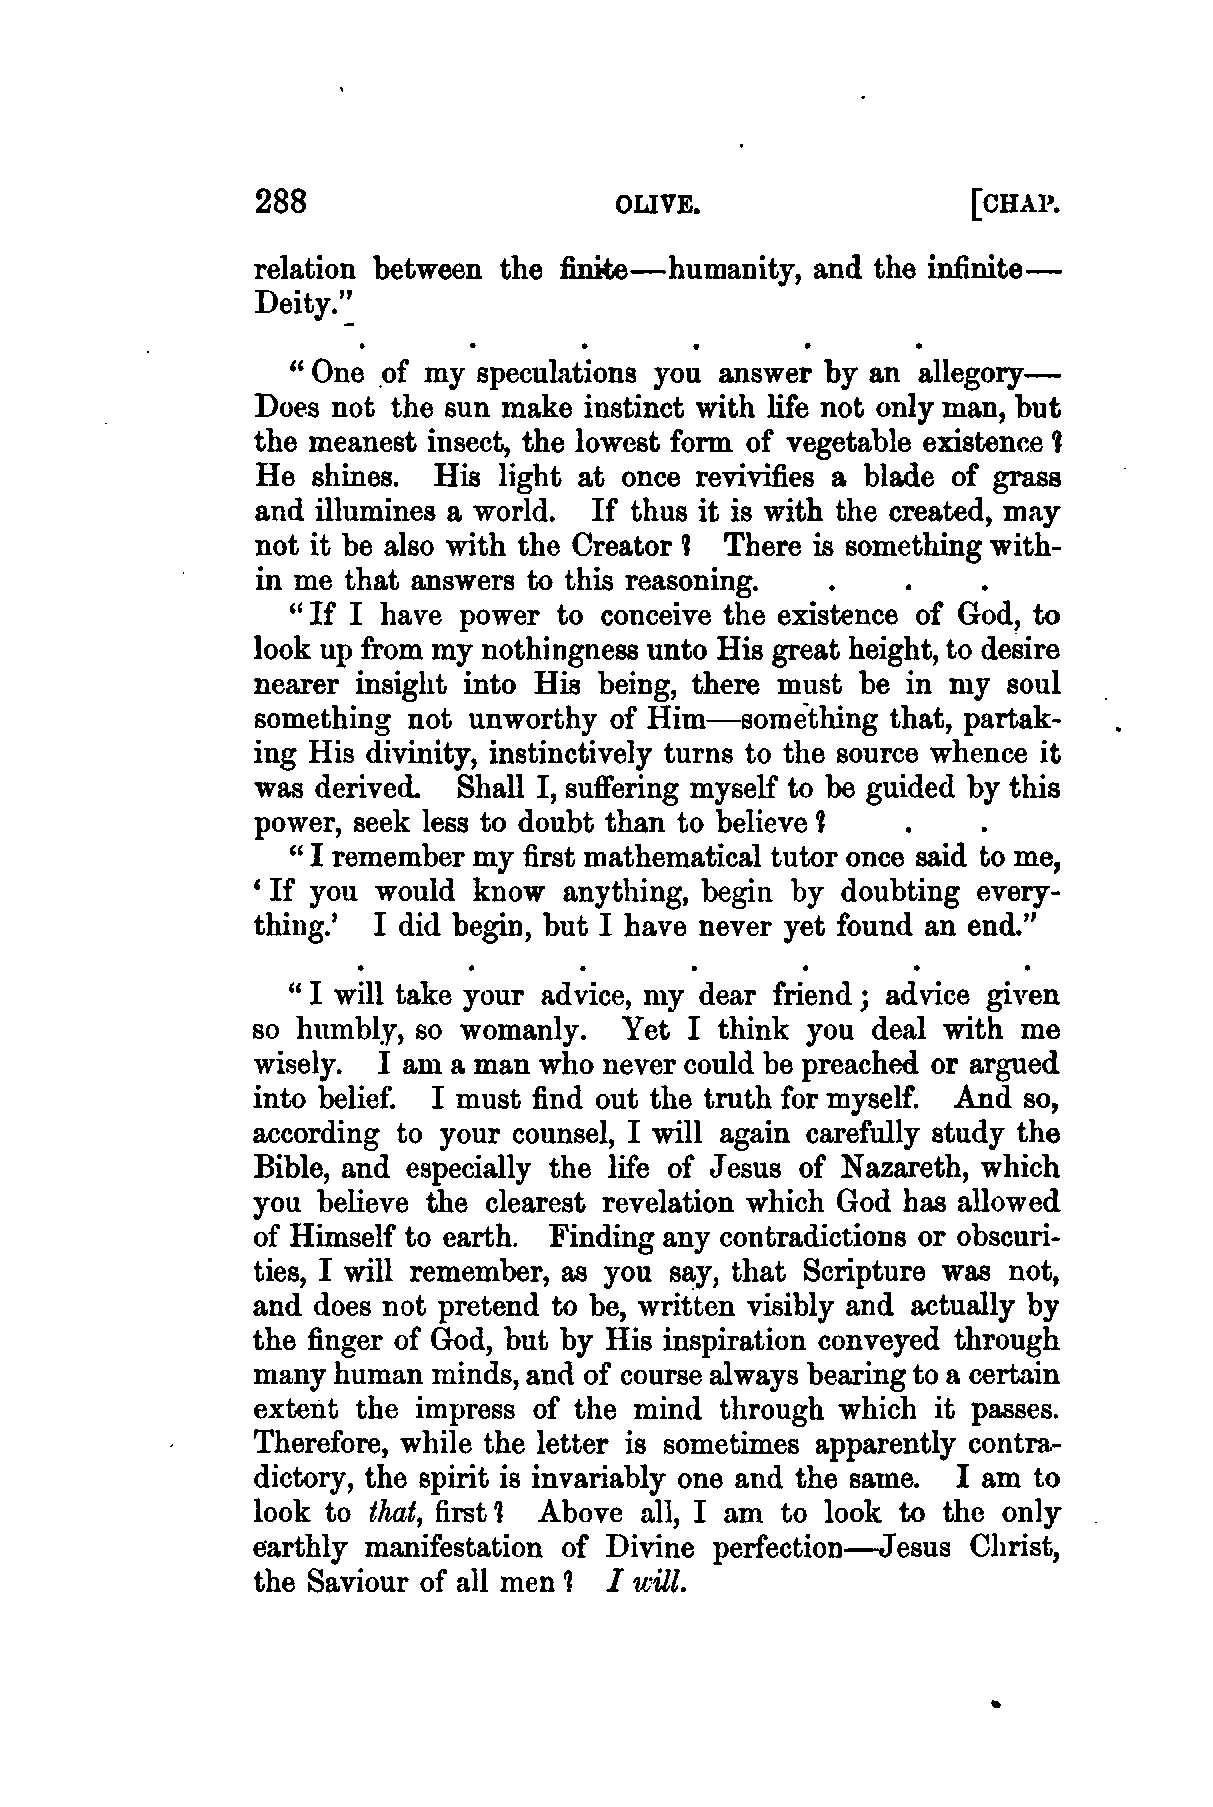 288 OLIVE. [CHAP.
relation between the finite—humanity, and the infinite—
Deity."
. . . . . .
"One of my speculations you answer by an allegory—
Does not the sun make instinct with life not only man, but
the meanest insect, the lowest form of vegetable existence?
He shines. His light at once revivifies a blade of grass
and illumines a world. If thus it is with the created, may
not it be also with the Creator? There is something with-
in me that answers to this reasoning. . . .
"If I have power to conceive the existence of God, to
look up from my nothingness unto His great height, to desire
nearer insight into His being, there must be in my soul
something not unworthy of Him—something that, partak-
ing His divinity, instinctively turns to the source whence it
was derived. Shall I, suffering myself to be guided by this
power, seek less to doubt than to believe? . .
"I remember my first mathematical tutor once said to me,
'If you would know anything, begin by doubting every-
thing.' I did begin, but I have never yet found an end."
. . . . . . .
"I will take your advice, my dear friend; advice given
so humbly, so womanly. Yet I think you deal with me
wisely. I am a man who never could be preached or argued
into belief. I must find out the truth for myself. And so,
according to your counsel, I will again carefully study the
Bible, and especially the life of Jesus of Nazareth, which
you believe the clearest revelation which God has allowed
of Himself to earth. Finding any contradictions or obscuri-
ties, I will remember, as you say, that Scripture was not,
and does not pretend to be, written visibly and actually by
the finger of God, but by His inspiration conveyed through
many human minds, and of course always bearing to a certain
extent the impress of the mind through which it passes.
Therefore, while the letter is sometimes apparently contra-
dictory, the spirit is invariably one and the same. I am to
look to that, first? Above all, I am to look to the only
earthly manifestation of Divine perfection—Jesus Christ,
the Saviour of all men? I will.